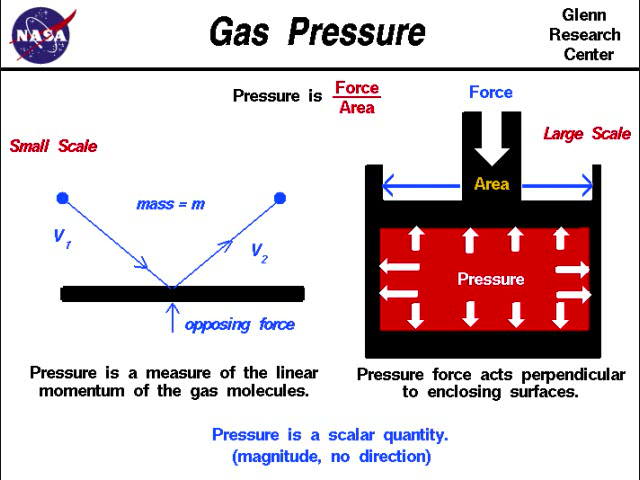 NASA
Gas Pressure
Glenn
Research
Center
Pressure is Force
Area
Small Scale
mass = m
V1
V2
opposing force
Pressure is a measure of the linear
momentum of the gas molecules.
Force
Large Scale
Area
Pressure
Pressure force acts perpendicular
to enclosing surfaces.
Pressure is a scalar quantity.
(magnitude, no direction)